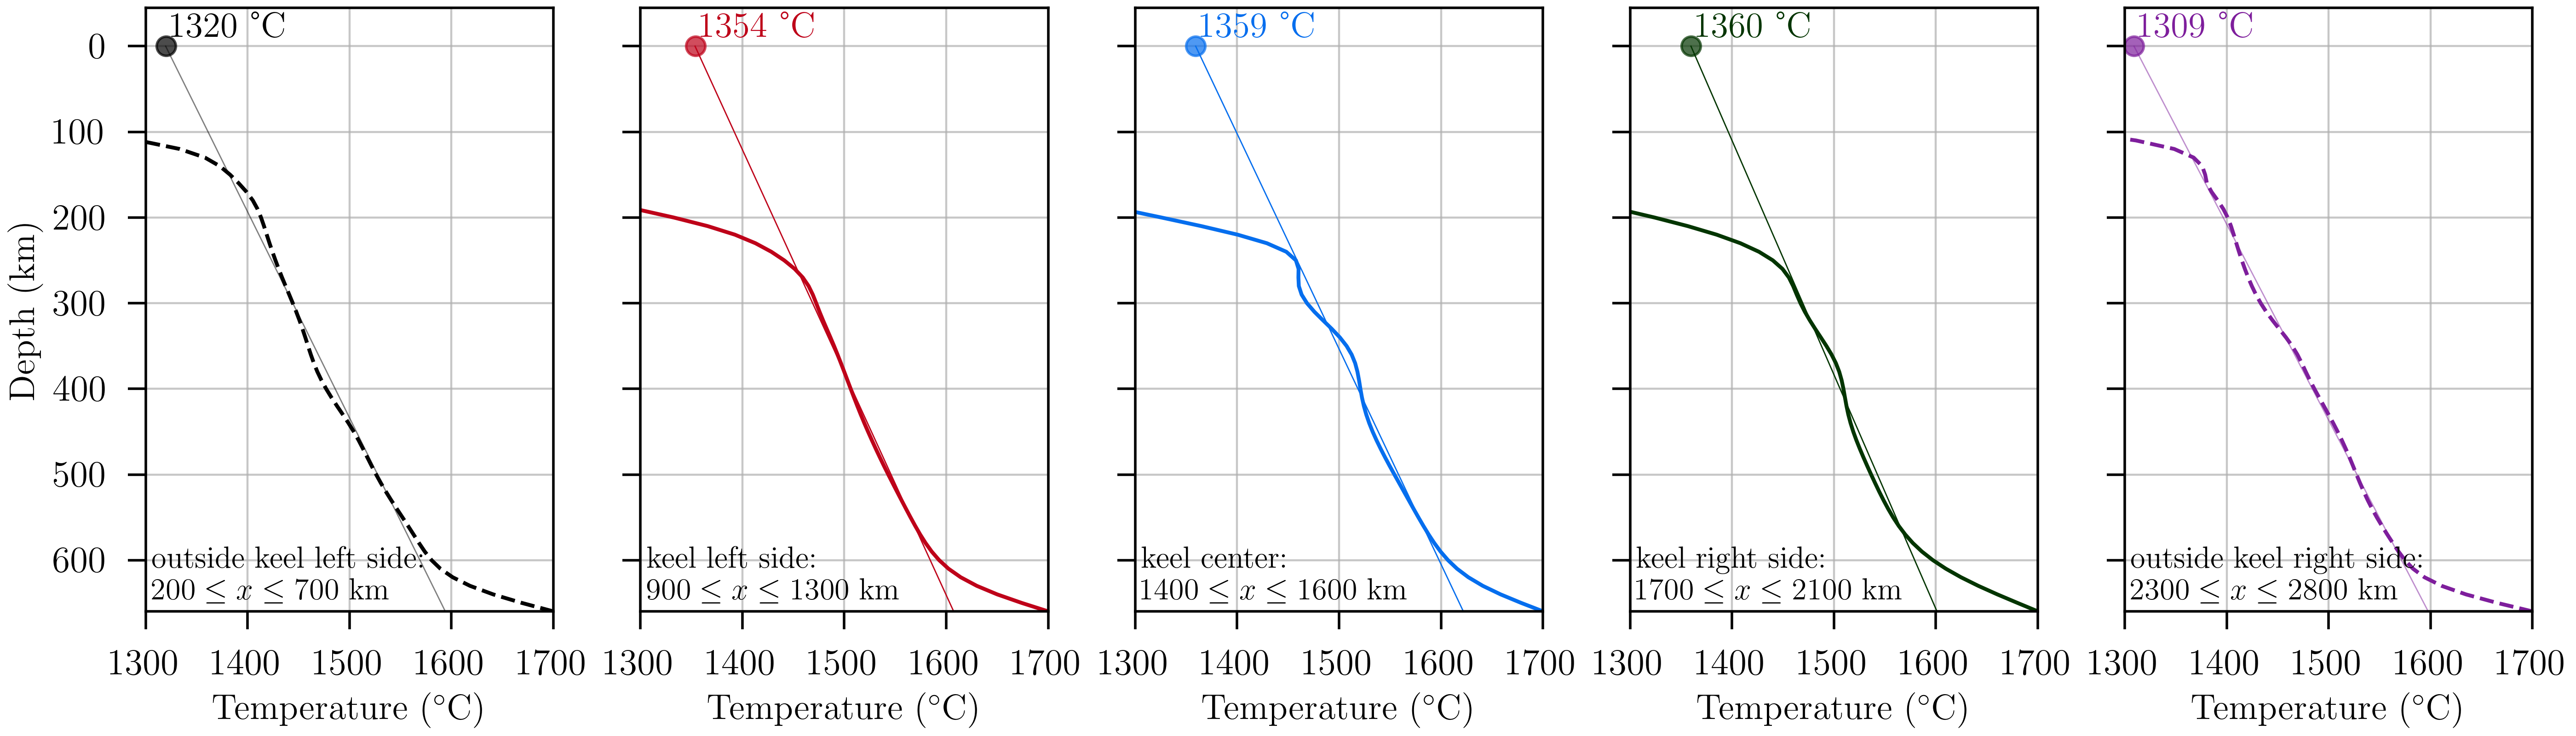 1320 °C
1354 °C
1359 °C
1360 °C
1309 °C
0
100
200
300
400
500
600
Depth (km)
outside keel left side:
200 ≤ x ≤ 700 km
keel left side:
900 ≤ x ≤ 1300 km
keel center:
1400 ≤ x ≤ 1600 km
keel right side:
1700 ≤ x ≤ 2100 km
outside keel right side:
2300 ≤ x ≤ 2800 km
1300 1400 1500 1600 1700
1300 1400 1500 1600 1700
1300 1400 1500 1600 1700
1300 1400 1500 1600 1700
1300 1400 1500 1600 1700
Temperature (°C)
Temperature (°C)
Temperature (°C)
Temperature (°C)
Temperature (°C)